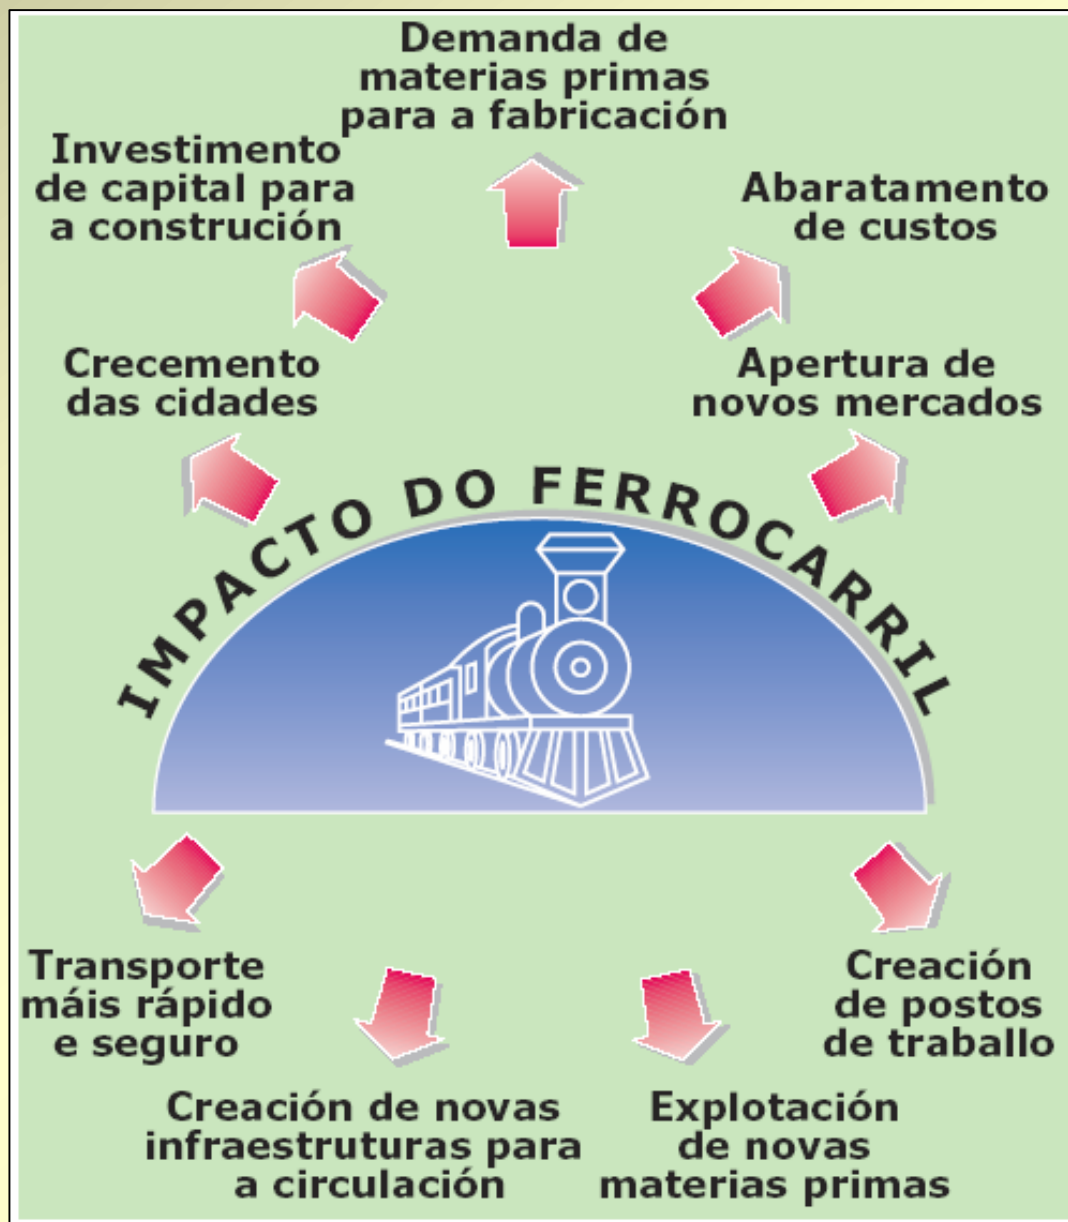 Demanda de
materias primas
para a fabricación
Investimento
de capital para
a construción
Abaratamento
de custos
Crecemento
das cidades
Apertura de
novos mercados
IMPACTO DO FERROCARRIL
Transporte
máis rápido
e seguro
Creación
de postos
de traballo
Creación de novas
infraestruturas para
a circulación
Explotación
de novas
materias primas